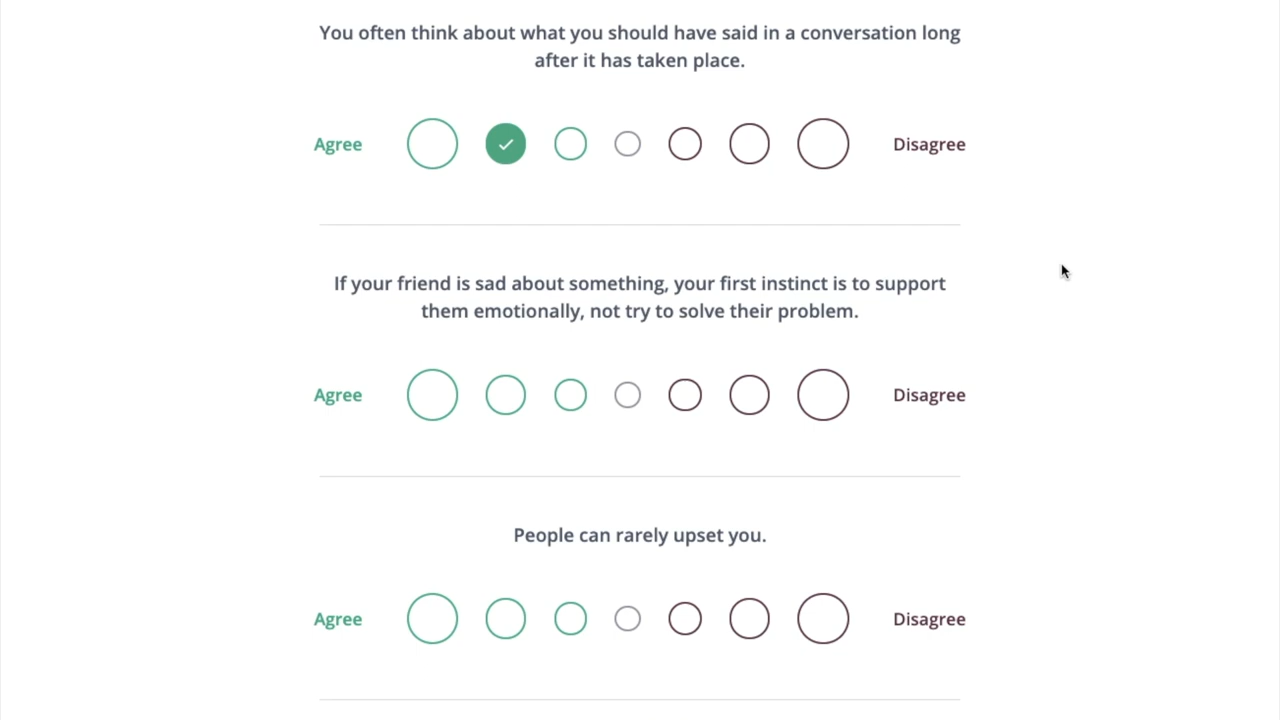 You often think about what you should have said in a conversation long
after it has taken place.
Agree
Disagree
If your friend is sad about something, your first instinct is to support
them emotionally, not try to solve their problem.
Agree
Disagree
People can rarely upset you.
Agree
Disagree